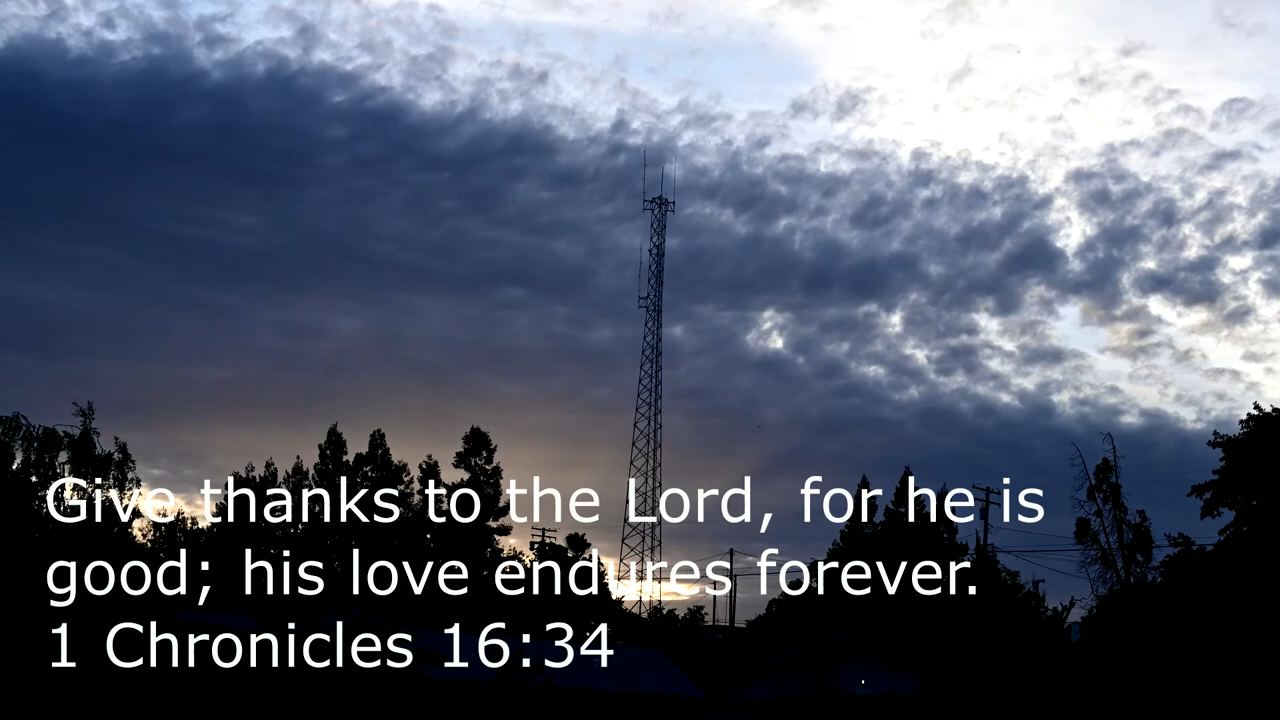 Give thanks to the Lord, for he is
good; his love endures forever.
1 Chronicles 16:34